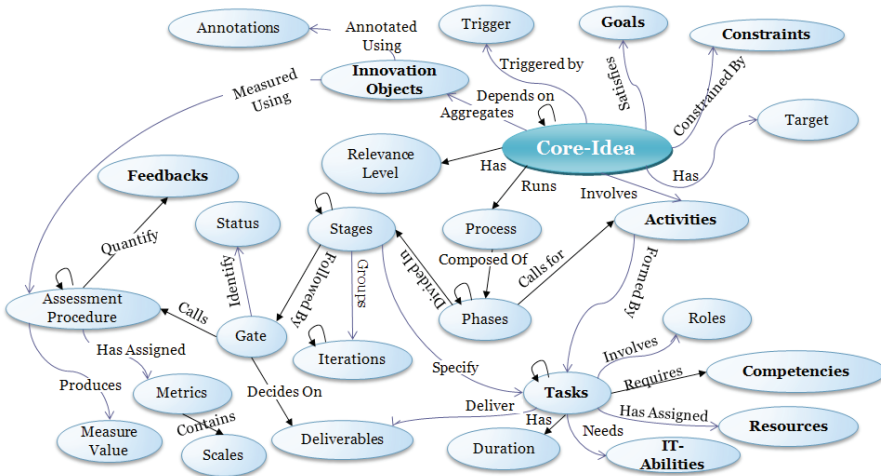 Annotations
Annotated
Using
Trigger
Goals
Constraints
Triggered by
Satisfies
Constrained By
Innovation
Objects
Measured
Using
Depends on
Aggregates
Target
Core-Idea
Relevance
Level
Has
Has
Runs
Involves
Feedbacks
Status
Stages
Process
Activities
Quantify
Identify
Followed By
Groups
Divided In
Composed Of
Calls for
Formed By
Assessment
Procedure
Calls
Gate
Phases
Roles
Has Assigned
Iterations
Specify
Involves
Produces
Metrics
Decides On
Tasks
Requires
Competencies
Contains
Deliver
Has
Has Assigned
Measure
Value
Scales
Deliverables
Duration
Needs
Resources
IT-
Abilities